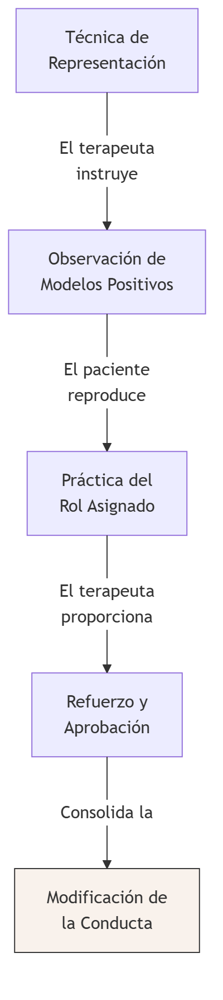 Técnica de
Representación
El terapeuta
instruye
Observación de
Modelos Positivos
El paciente
reproduce
Práctica del
Rol Asignado
El terapeuta
proporciona
Refuerzo y
Aprobación
Consolida la
Modificación de
la Conducta